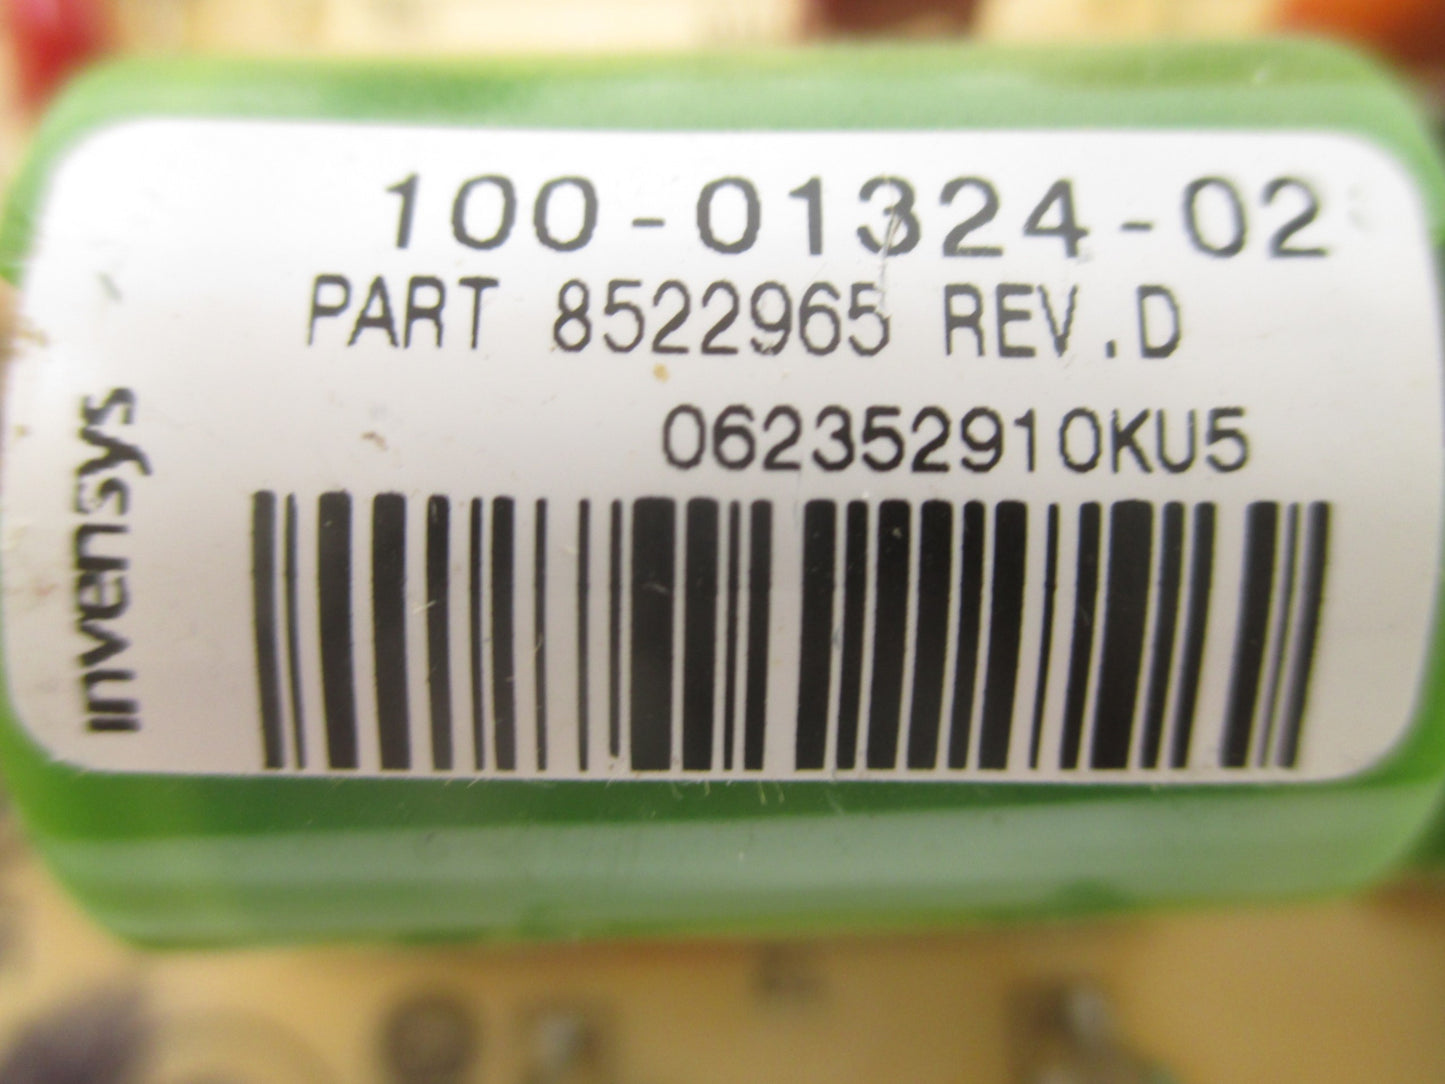 100-01324-02
PART 8522965 REV.D
062352910KU5
invensys